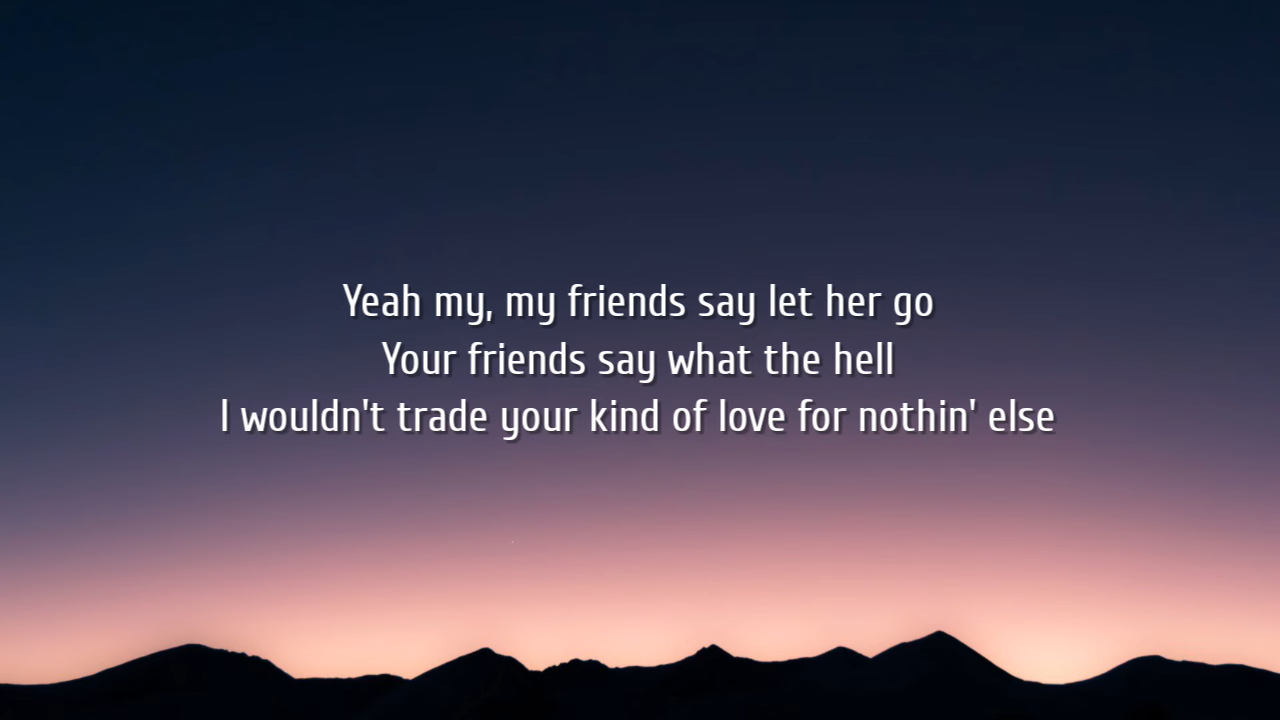 Yeah my, my friends say let her go
Your friends say what the hell
I wouldn't trade your kind of love for nothin' else